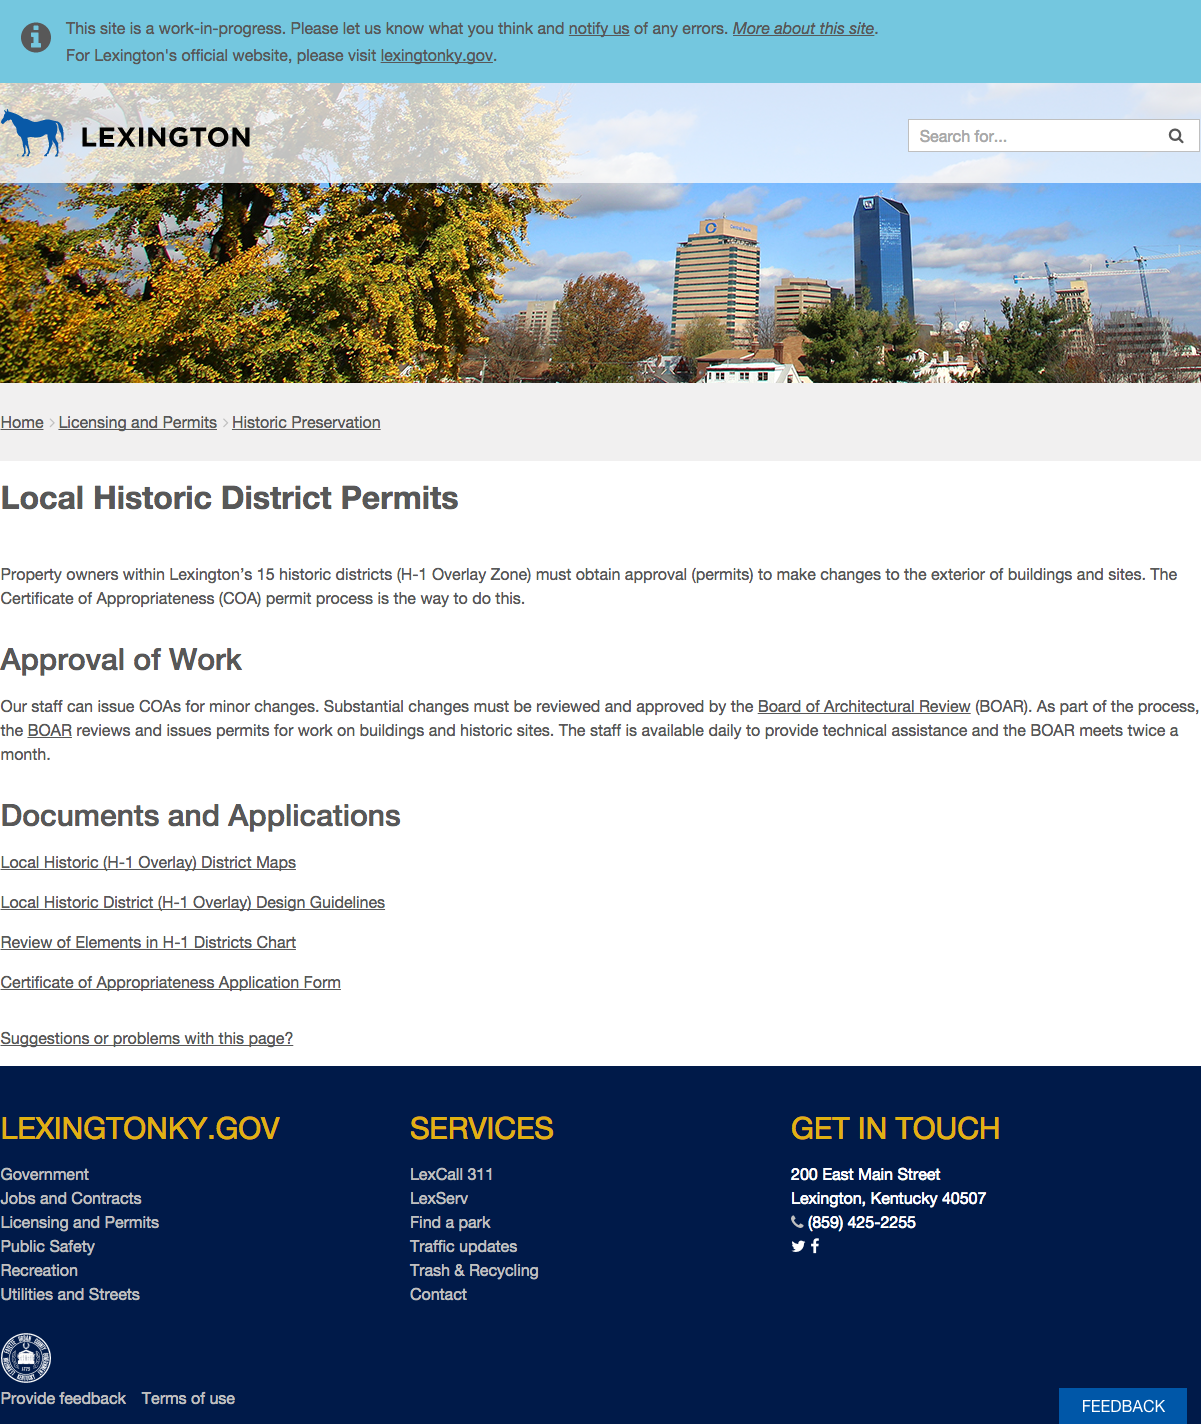 This site is a work-in-progress. Please let us know what you think and notify us of any errors. More about this site.
For Lexington's official website, please visit lexingtonky.gov.
LEXINGTON
Search for...
Home > Licensing and Permits > Historic Preservation
Local Historic District Permits
Property owners within Lexington’s 15 historic districts (H-1 Overlay Zone) must obtain approval (permits) to make changes to the exterior of buildings and sites. The
Certificate of Appropriateness (COA) permit process is the way to do this.
Approval of Work
Our staff can issue COAs for minor changes. Substantial changes must be reviewed and approved by the Board of Architectural Review (BOAR). As part of the process,
the BOAR reviews and issues permits for work on buildings and historic sites. The staff is available daily to provide technical assistance and the BOAR meets twice a
month.
Documents and Applications
Local Historic (H-1 Overlay) District Maps
Local Historic District (H-1 Overlay) Design Guidelines
Review of Elements in H-1 Districts Chart
Certificate of Appropriateness Application Form
Suggestions or problems with this page?
LEXINGTONKY.GOV
Government
Jobs and Contracts
Licensing and Permits
Public Safety
Recreation
Utilities and Streets
SERVICES
LexCall 311
LexServ
Find a park
Traffic updates
Trash & Recycling
Contact
GET IN TOUCH
200 East Main Street
Lexington, Kentucky 40507
(859) 425-2255
Provide feedback Terms of use
FEEDBACK